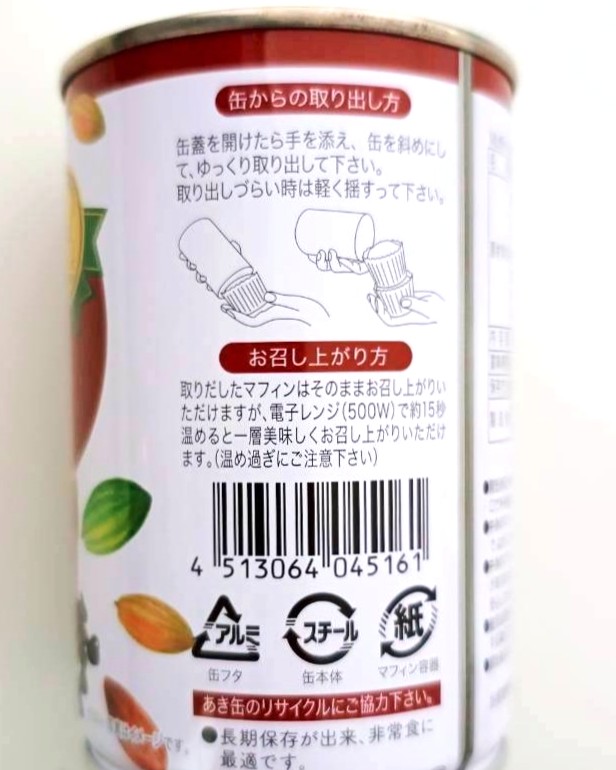 缶からの取り出し方
缶蓋を開けたら手を添え、缶を斜めにし
て、ゆっくり取り出して下さい。
取り出しづらい時は軽く揺すって下さい。
お召し上がり方
取りだしたマフィンはそのままお召し上がりい
ただけますが、電子レンジ(500W)で約15秒
温めると一層美味しくお召し上がりいただけ
ます。(温め過ぎにご注意下さい)
4 513064 045161
アルミ
スチール
紙
缶フタ
缶本体
マフィン容器
あき缶のリサイクルにご協力下さい。
●長期保存が出来、非常食に
最適です。
はイメージです。